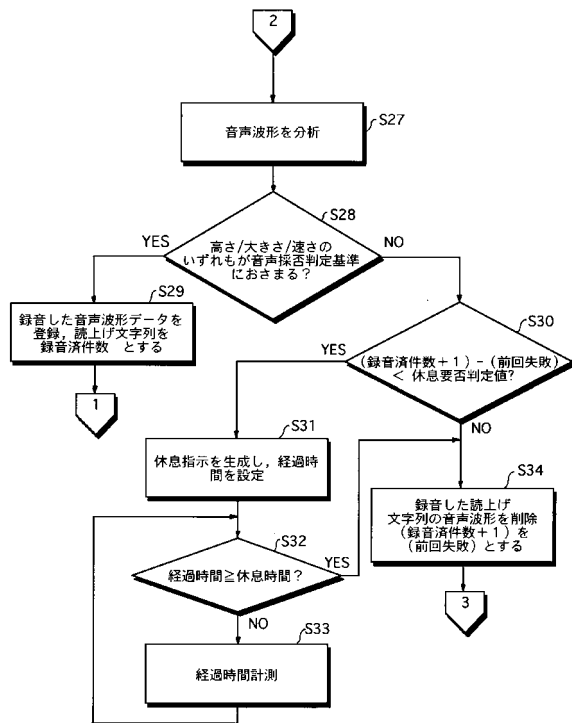 2
音声波形を分析
S27
S28
高さ/大きさ/速さの
いずれもが音声採否判定基準
におさまる?
YES
NO
S29
録音した音声波形データを
登録，読上げ文字列を
録音済件数　とする
1
S30
(録音済件数+1)-(前回失敗)
< 休息要否判定値?
YES
NO
S31
休息指示を生成し，経過時
間を設定
S34
録音した読上げ
文字列の音声波形を削除
(録音済件数+1)を
(前回失敗)とする
3
S32
経過時間≧休息時間?
YES
NO
S33
経過時間計測